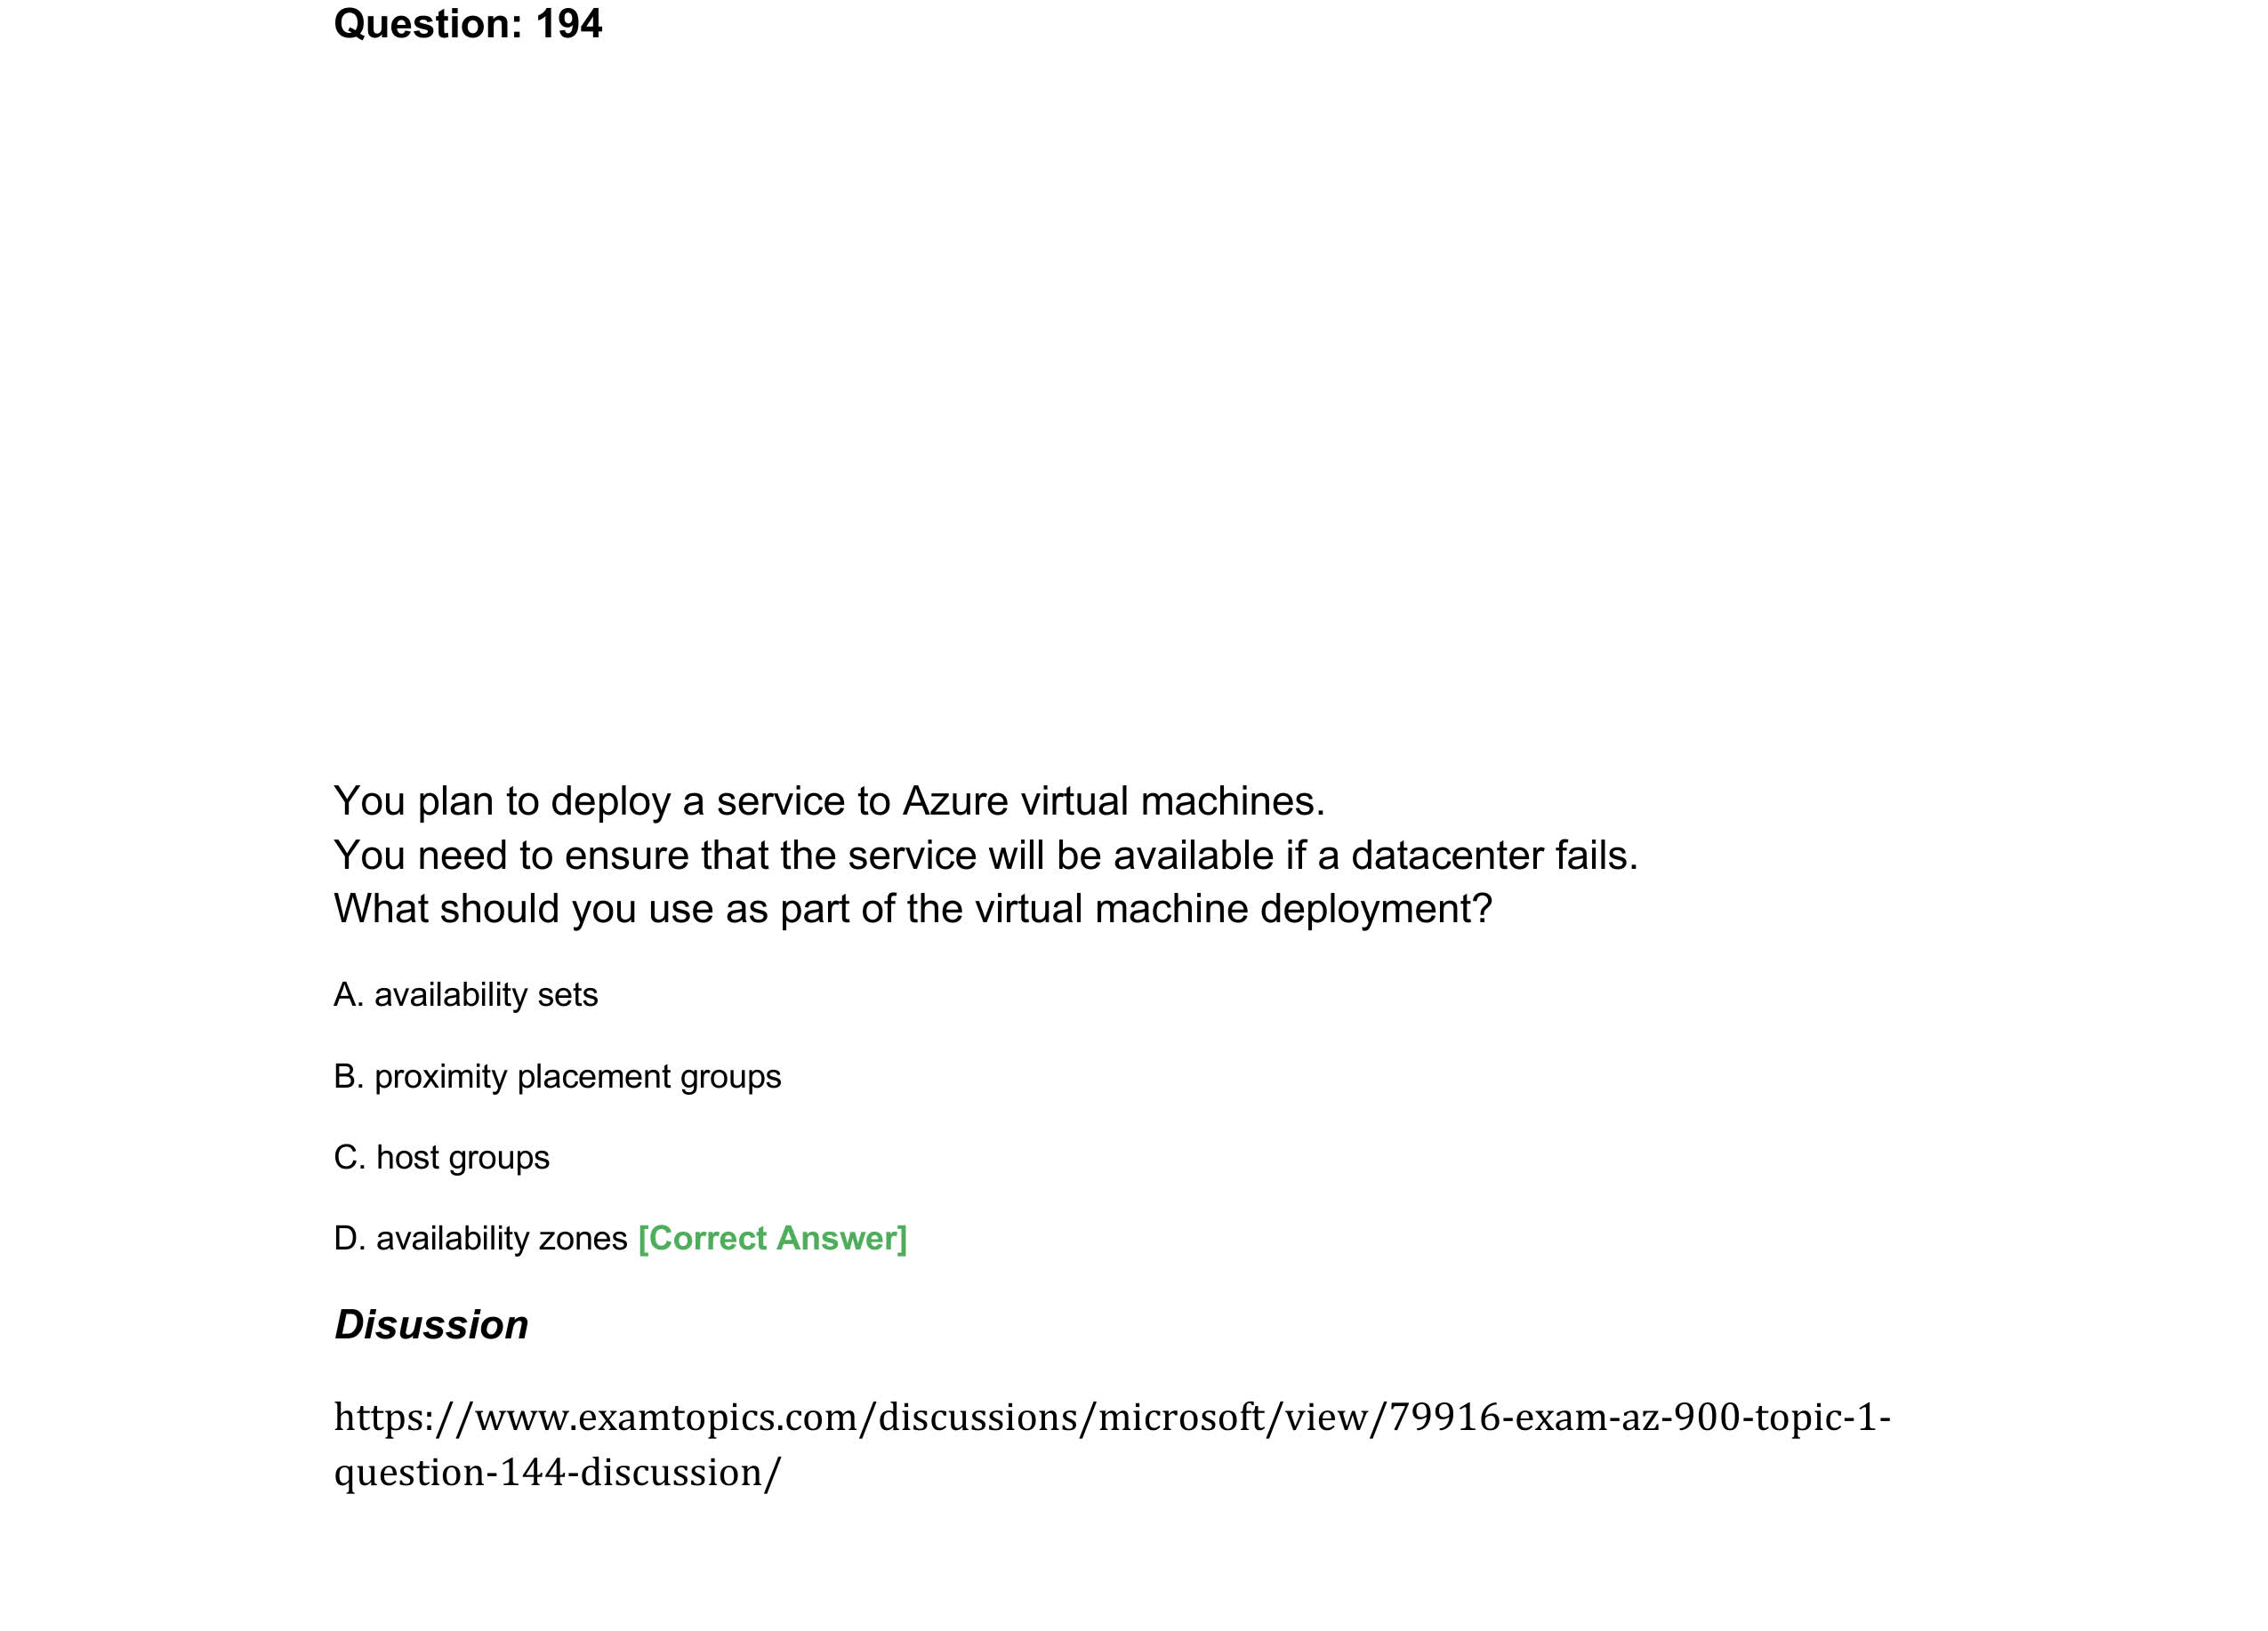 Question: 194
You plan to deploy a service to Azure virtual machines.
You need to ensure that the service will be available if a datacenter fails.
What should you use as part of the virtual machine deployment?
A. availability sets
B. proximity placement groups
C. host groups
D. availability zones [Correct Answer]
Disussion
https://www.examtopics.com/discussions/microsoft/view/79916-exam-az-900-topic-1-
question-144-discussion/